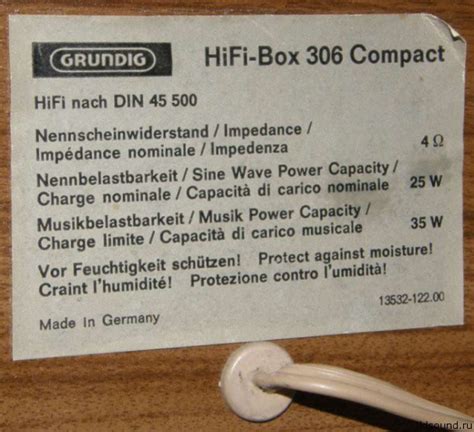 GRUNDIG HiFi-Box 306 Compact
HiFi nach DIN 45 500
Nennscheinwiderstand / Impedance /
Impédance nominale / Impedenza 4 Ω
Nennbelastbarkeit / Sine Wave Power Capacity /
Charge nominale / Capacità di carico nominale 25 W
Musikbelastbarkeit / Musik Power Capacity /
Charge limite / Capacità di carico musicale 35 W
Vor Feuchtigkeit schützen! Protect against moisture!
Craint l'humidité! Protezione contro l'umidità!
13532-122.00
Made in Germany